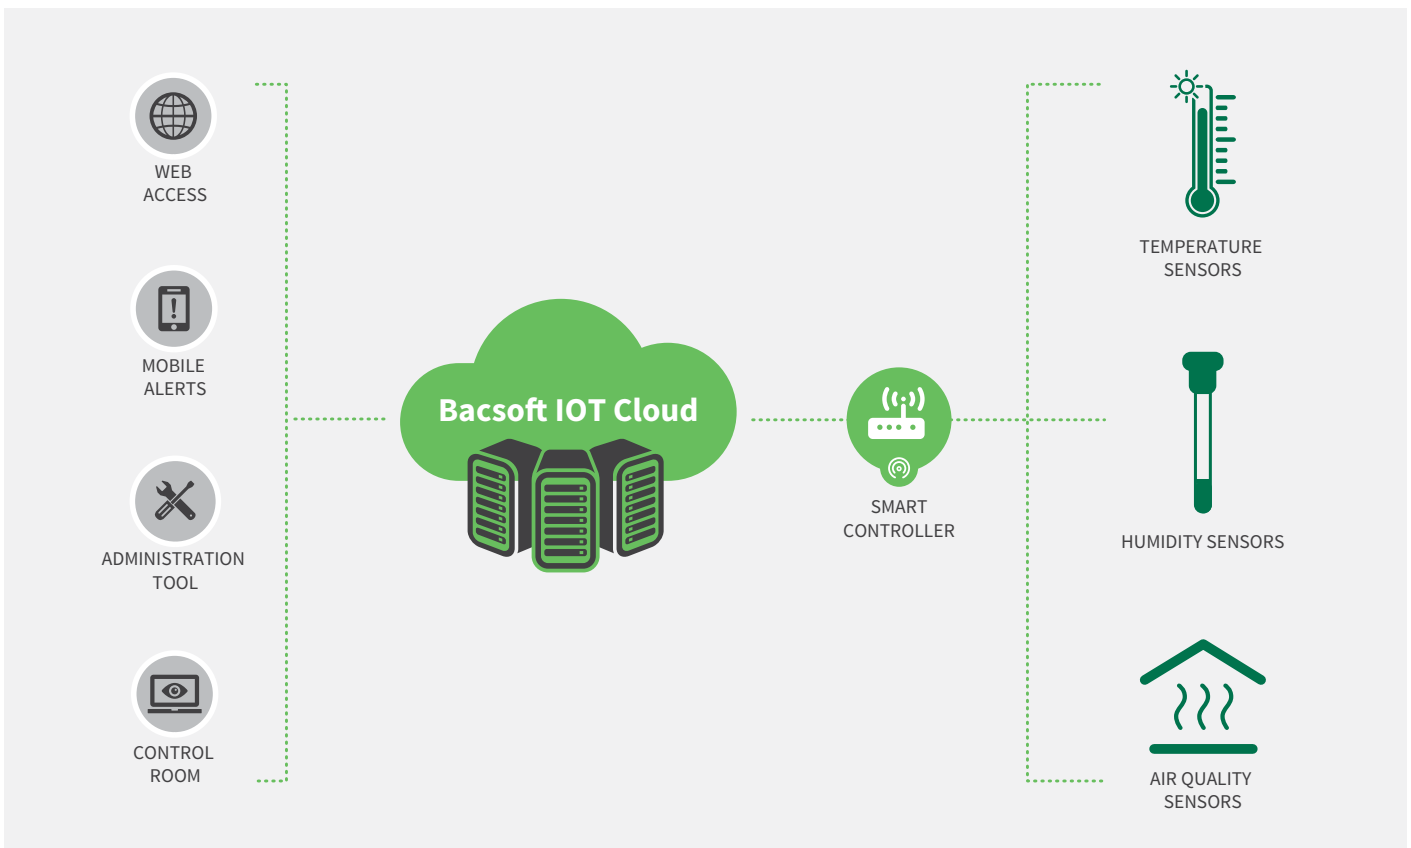 WEB
ACCESS
MOBILE
ALERTS
ADMINISTRATION
TOOL
CONTROL
ROOM
Bacsoft IOT Cloud
SMART
CONTROLLER
TEMPERATURE
SENSORS
HUMIDITY SENSORS
AIR QUALITY
SENSORS